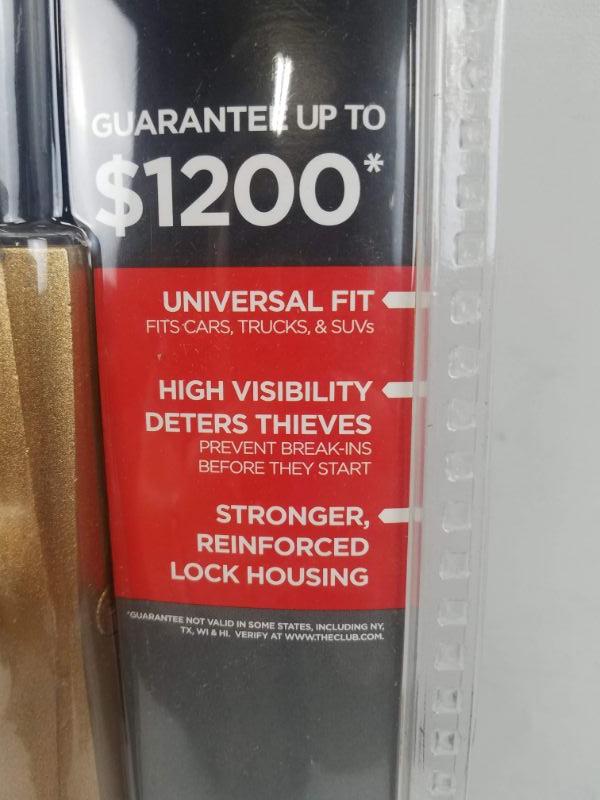 GUARANTEE UP TO
$1200*
UNIVERSAL FIT
FITS CARS, TRUCKS, & SUVs
HIGH VISIBILITY
DETERS THIEVES
PREVENT BREAK-INS
BEFORE THEY START
STRONGER,
REINFORCED
LOCK HOUSING
*GUARANTEE NOT VALID IN SOME STATES, INCLUDING NY,
TX, WI & HI. VERIFY AT WWW.THECLUB.COM.